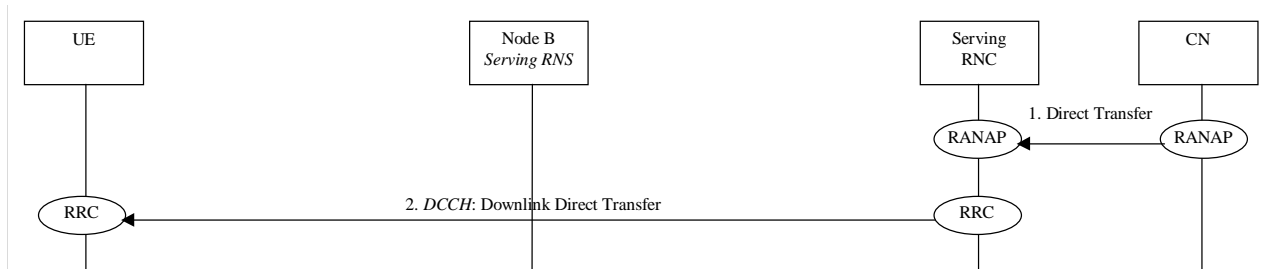 UE
Node B
Serving RNS
Serving
RNC
CN
1. Direct Transfer
RANAP
RANAP
2. DCCH: Downlink Direct Transfer
RRC
RRC